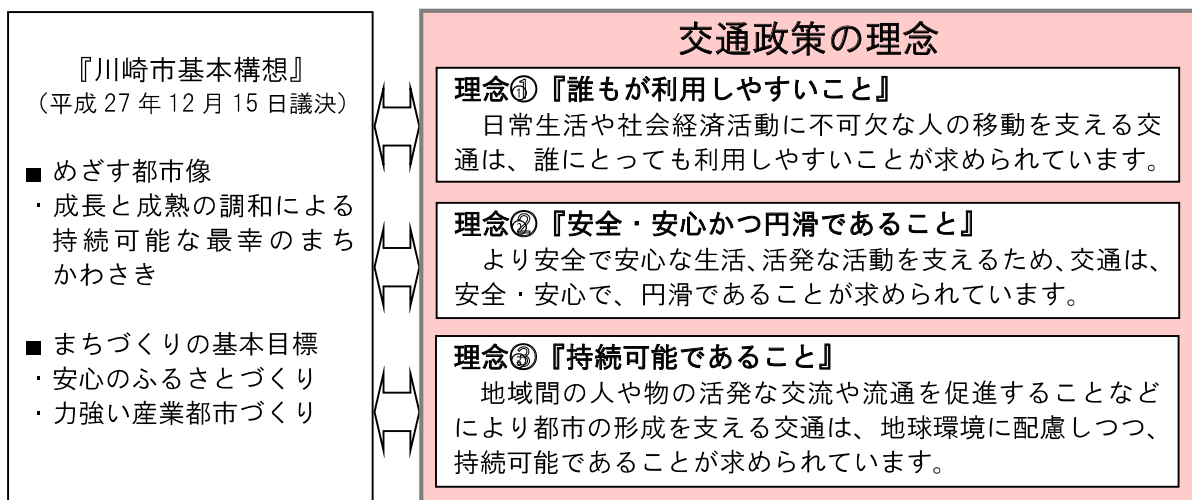 『川崎市基本構想』
（平成 27 年 12 月 15 日議決）
■ めざす都市像
・成長と成熟の調和による
持続可能な最幸のまち
かわさき
■ まちづくりの基本目標
・安心のふるさとづくり
・力強い産業都市づくり
交通政策の理念
理念①『誰もが利用しやすいこと』
日常生活や社会経済活動に不可欠な人の移動を支える交
通は、誰にとっても利用しやすいことが求められています。
理念②『安全・安心かつ円滑であること』
より安全で安心な生活、活発な活動を支えるため、交通は、
安全・安心で、円滑であることが求められています。
理念③『持続可能であること』
地域間の人や物の活発な交流や流通を促進することなど
により都市の形成を支える交通は、地球環境に配慮しつつ、
持続可能であることが求められています。